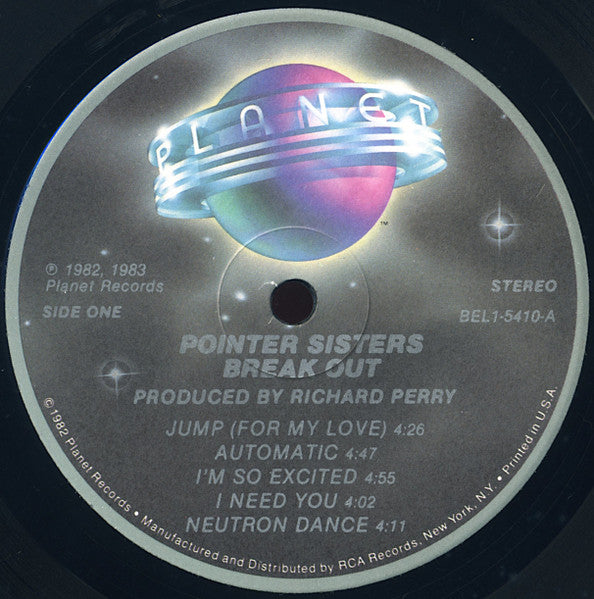 PLANET
™
℗ 1982, 1983
Planet Records
SIDE ONE
STEREO
BEL1-5410-A
POINTER SISTERS
BREAK OUT
PRODUCED BY RICHARD PERRY
JUMP (FOR MY LOVE) 4:26
AUTOMATIC 4:47
I'M SO EXCITED 4:55
I NEED YOU 4:02
NEUTRON DANCE 4:11
©1982 Planet Records • Manufactured and Distributed by RCA Records, New York, N.Y. • Printed in U.S.A.